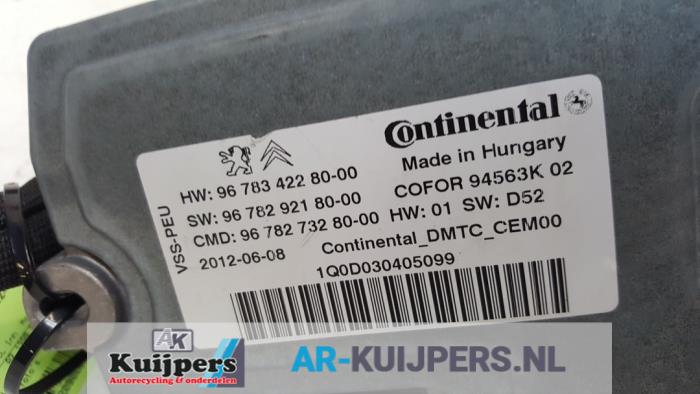 Continental
Made in Hungary
COFOR 94563K 02
HW: 96 783 422 80-00
SW: 96 782 921 80-00
CMD: 96 782 732 80-00 HW: 01 SW: D52
2012-06-08 Continental_DMTC_CEM00
VSS-PEU
1Q0D030405099
AK
Kuijpers
Autorecycling & onderdelen
AR-KUIJPERS.NL